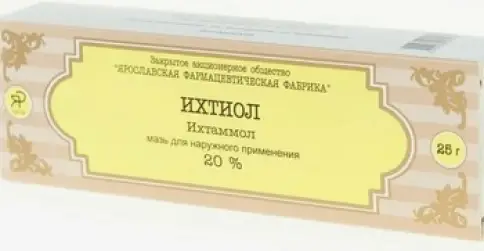 Закрытое акционерное общество
"ЯРОСЛАВСКАЯ ФАРМАЦЕВТИЧЕСКАЯ ФАБРИКА"
ИХТИОЛ
Ихтаммол
мазь для наружного применения
20 %
25 г